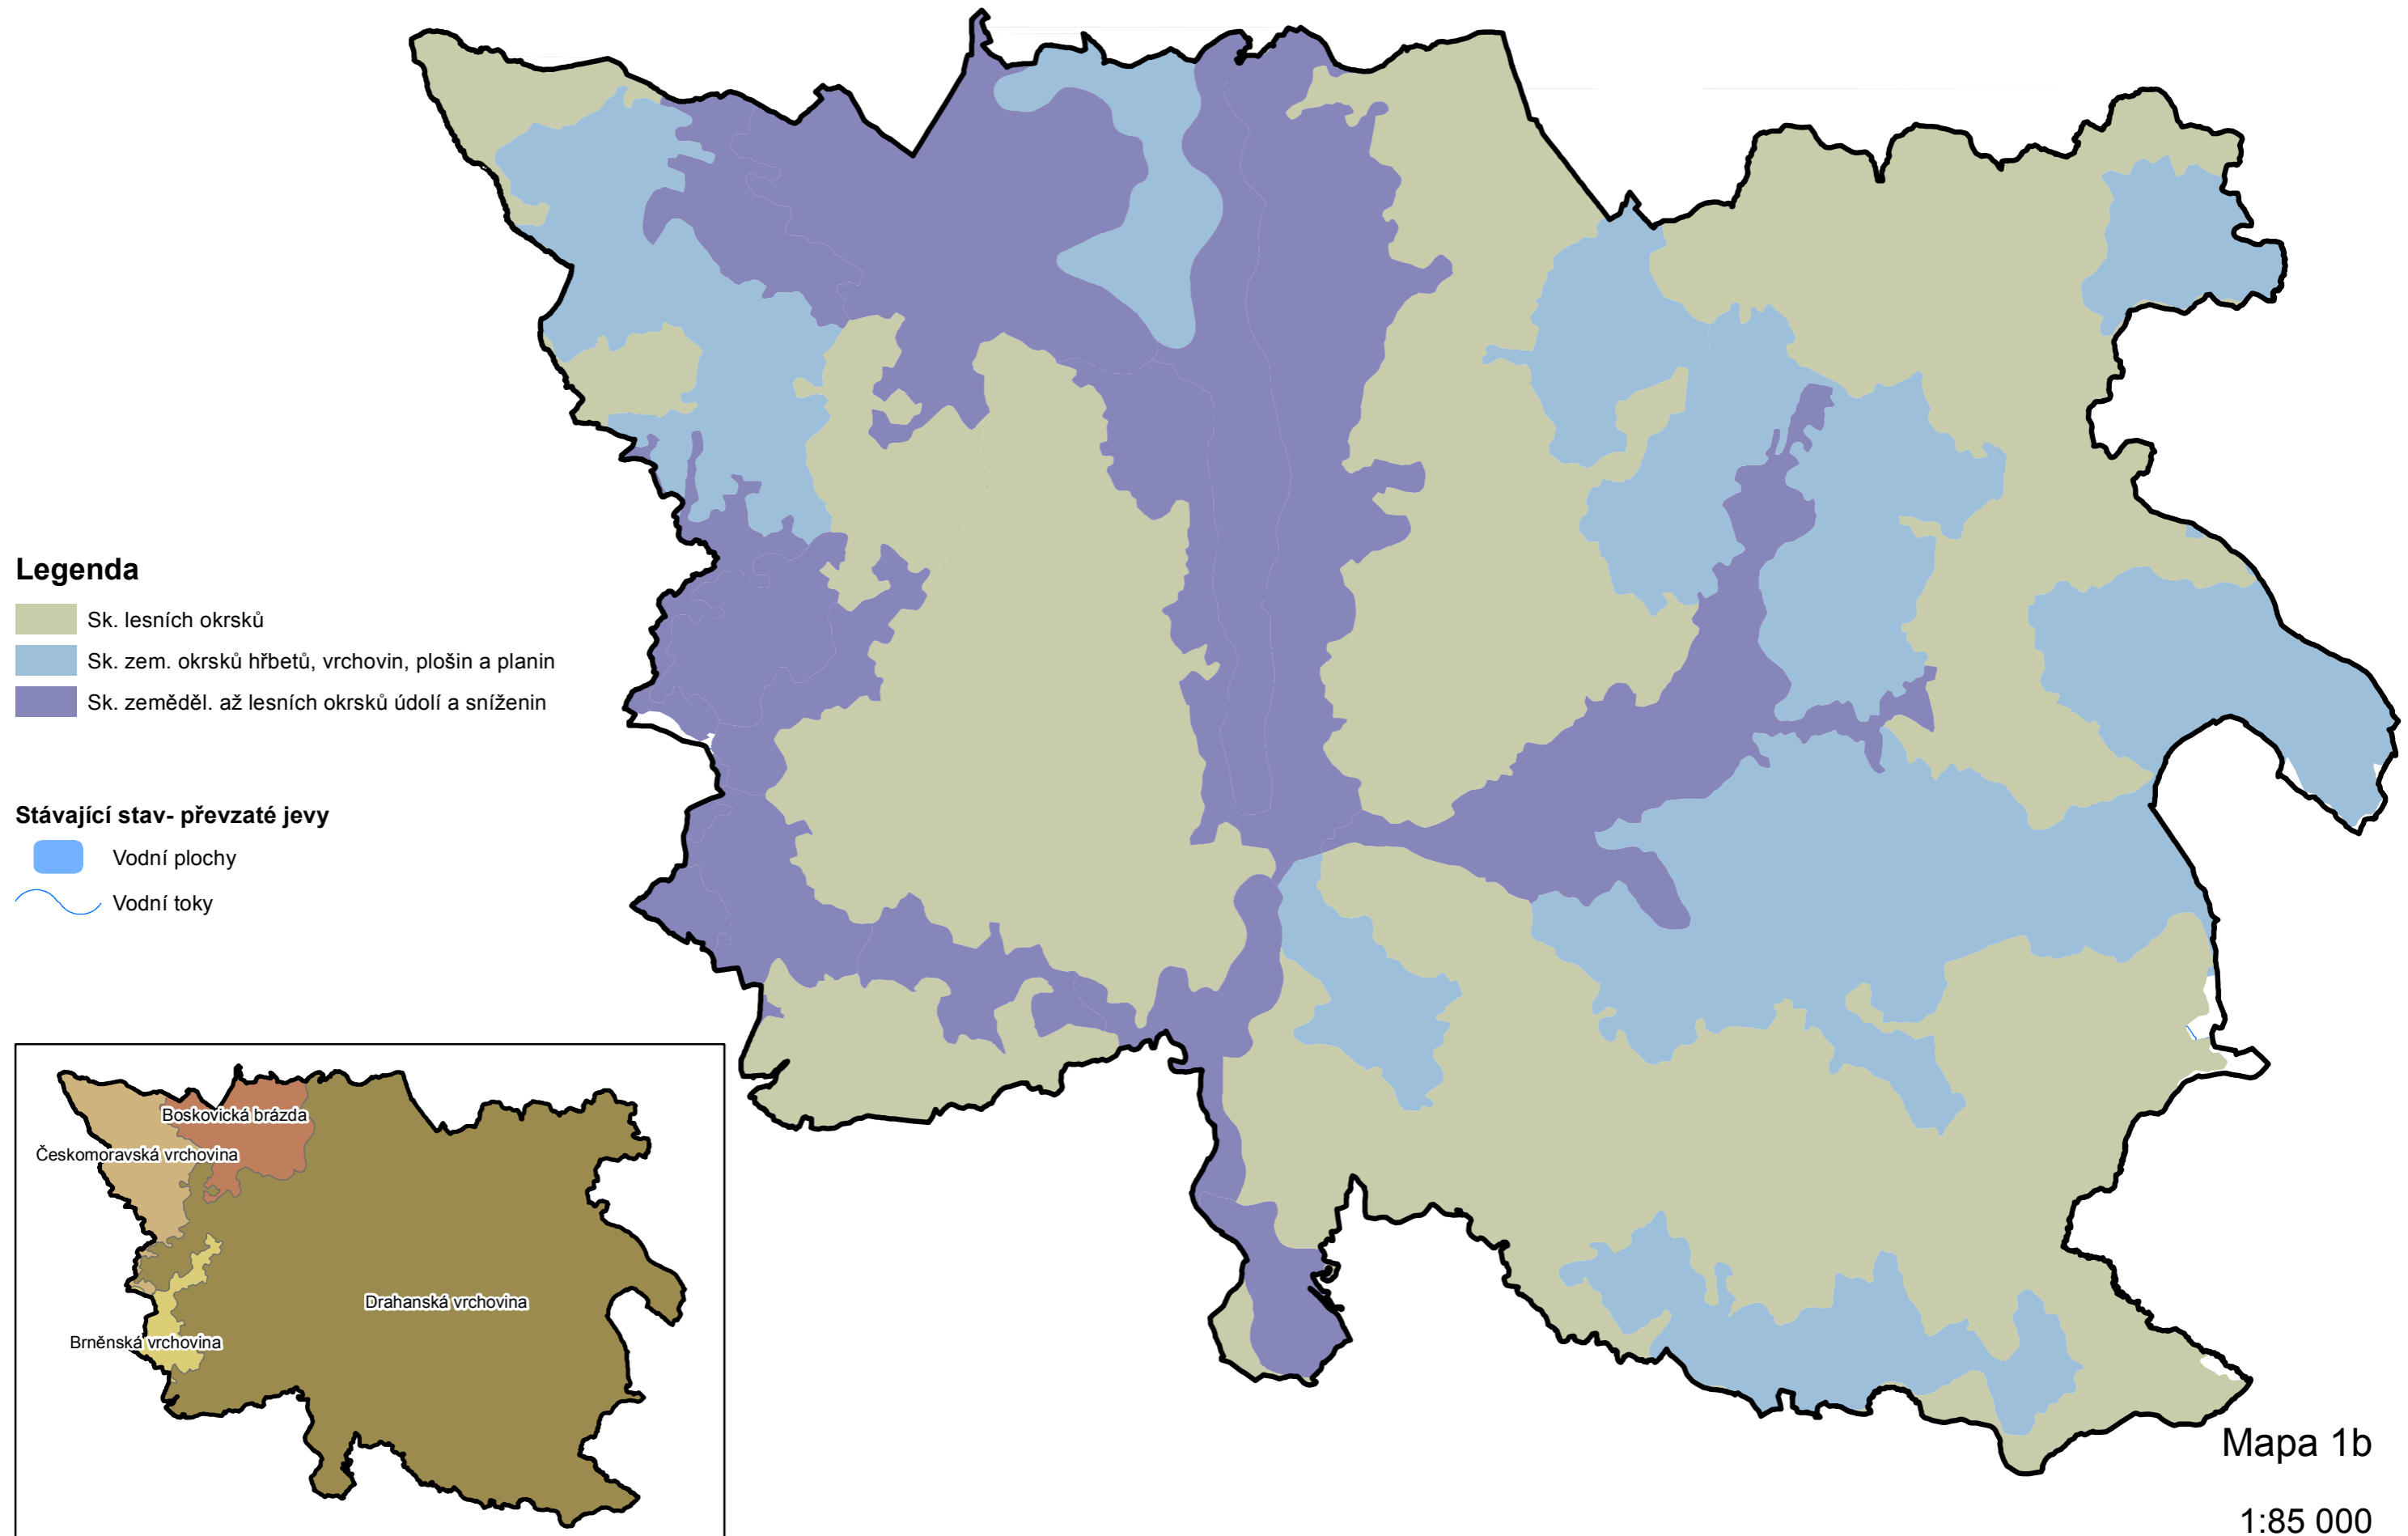 Legenda
Sk. lesních okrsků
Sk. zem. okrsků hřbetů, vrchovin, plošin a planin
Sk. zeměděl. až lesních okrsků údolí a sníženin
Stávající stav- převzaté jevy
Vodní plochy
Vodní toky
Boskovická brázda
Českomoravská vrchovina
Drahanská vrchovina
Brněnská vrchovina
Mapa 1b
1:85 000